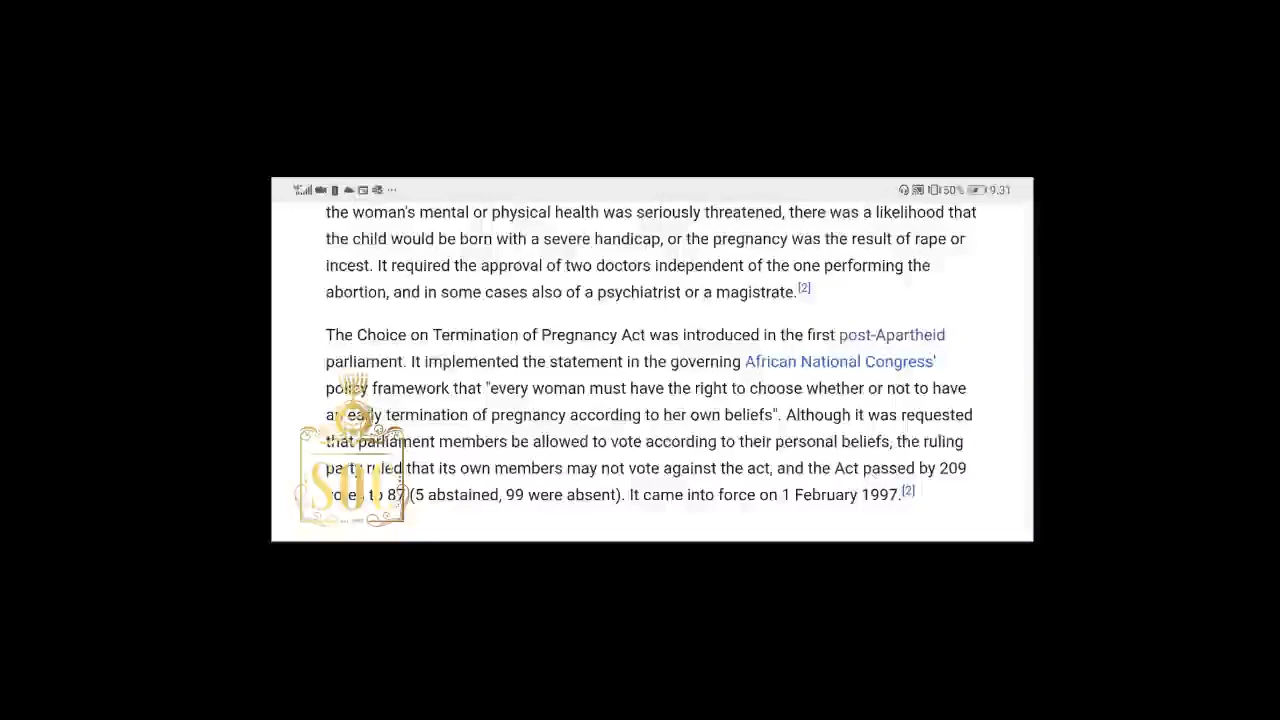 50% 9.31
the woman's mental or physical health was seriously threatened, there was a likelihood that
the child would be born with a severe handicap, or the pregnancy was the result of rape or
incest. It required the approval of two doctors independent of the one performing the
abortion, and in some cases also of a psychiatrist or a magistrate.[2]
The Choice on Termination of Pregnancy Act was introduced in the first post-Apartheid
parliament. It implemented the statement in the governing African National Congress'
policy framework that "every woman must have the right to choose whether or not to have
an early termination of pregnancy according to her own beliefs". Although it was requested
that parliament members be allowed to vote according to their personal beliefs, the ruling
party ruled that its own members may not vote against the act, and the Act passed by 209
votes to 87 (5 abstained, 99 were absent). It came into force on 1 February 1997.[2]